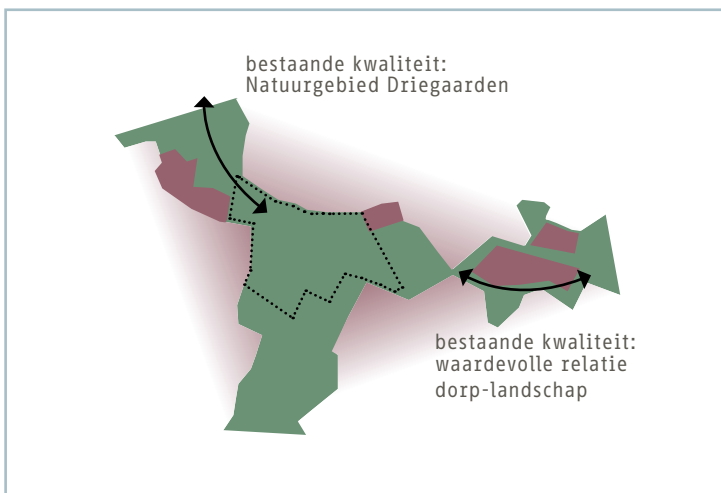 bestaande kwaliteit:
Natuurgebied Driegaarden
bestaande kwaliteit:
waardevolle relatie
dorp-landschap